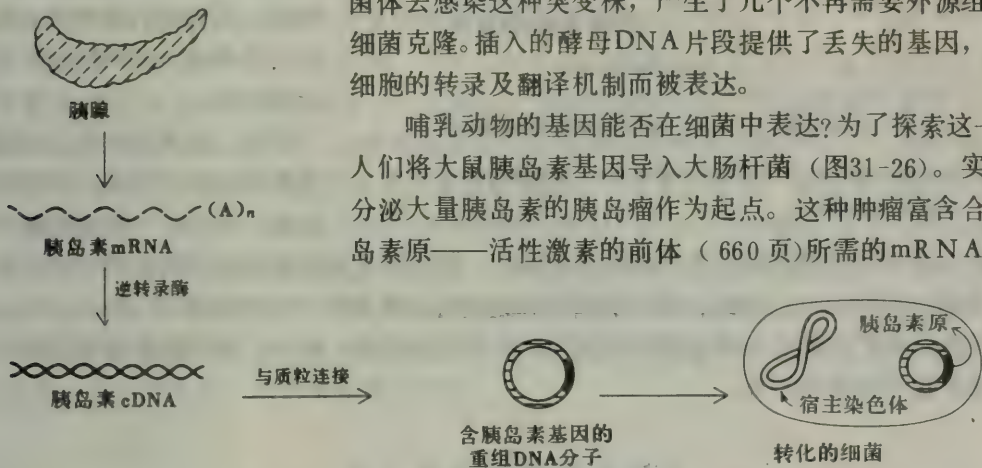 菌体去感染这种突变株，产生了几个不再需要外源组
细菌克隆。插入的酵母DNA片段提供了丢失的基因，
细胞的转录及翻译机制而被表达。
哺乳动物的基因能否在细菌中表达?为了探索这一
人们将大鼠胰岛素基因导入大肠杆菌（图31-26）。实
分泌大量胰岛素的胰岛瘤作为起点。这种肿瘤富含合
岛素原——活性激素的前体（660页)所需的mRNA
胰腺
(A)n
胰岛素mRNA
逆转录酶
胰岛素cDNA
与质粒连接
含胰岛素基因的
重组DNA分子
胰岛素原
宿主染色体
转化的细菌